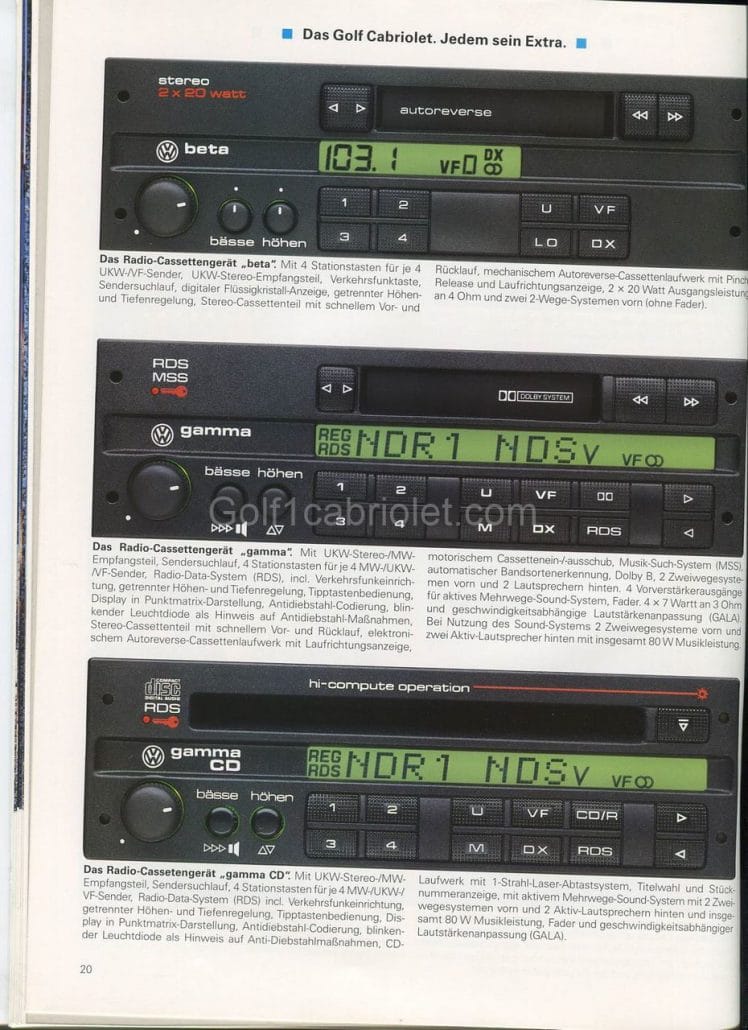 Das Golf Cabriolet. Jedem sein Extra.
stereo
2 x 20 watt
autoreverse
beta
103.1 VF DX
1 2 U VF
3 4 LO DX
bässe höhen
Das Radio-Cassettengerät „beta“. Mit 4 Stationstasten für je 4
UKW-/VF-Sender, UKW-Stereo-Empfangsteil, Verkehrsfunktaste,
Sendersuchlauf, digitaler Flüssigkristall-Anzeige, getrennter Höhen-
und Tiefenregelung, Stereo-Cassettenteil mit schnellem Vor- und
Rücklauf, mechanischem Autoreverse-Cassettenlaufwerk mit Pinch
Release und Laufrichtungsanzeige, 2 × 20 Watt Ausgangsleistung
an 4 Ohm und zwei 2-Wege-Systemen vorn (ohne Fader).
RDS
MSS
DOLBY SYSTEM
gamma
REG
RDS NDR1 NDSv VF
bässe höhen
1 2 U VF
3 4 M DX RDS
Golf1cabriolet.com
Das Radio-Cassettengerät „gamma“. Mit UKW-Stereo-/MW-
Empfangsteil, Sendersuchlauf, 4 Stationstasten für je 4 MW-/UKW-
/VF-Sender, Radio-Data-System (RDS), incl. Verkehrsfunkeinrich-
tung, getrennter Höhen- und Tiefenregelung, Tipptastenbedienung,
Display in Punktmatrix-Darstellung, Antidiebstahl-Codierung, blin-
kender Leuchtdiode als Hinweis auf Antidiebstahl-Maßnahmen,
Stereo-Cassettenteil mit schnellem Vor- und Rücklauf, elektroni-
schem Autoreverse-Cassettenlaufwerk mit Laufrichtungsanzeige,
motorischem Cassettenein-/-ausschub, Musik-Such-System (MSS),
automatischer Bandsortenerkennung, Dolby B, 2 Zweiwegesyste-
men vorn und 2 Lautsprechern hinten. 4 Vorverstärkerausgänge
für aktives Mehrwege-Sound-System, Fader. 4 × 7 Wartt an 3 Ohm
und geschwindigkeitsabhängige Lautstärkenanpassung (GALA).
Bei Nutzung des Sound-Systems 2 Zweiwegesysteme vorn und
zwei Aktiv-Lautsprecher hinten mit insgesamt 80 W Musikleistung.
COMPACT
disc
DIGITAL AUDIO
RDS
hi-compute operation
gamma
CD
REG
RDS NDR1 NDSv VF
bässe höhen
1 2 U VF CD/R
3 4 M DX RDS
Das Radio-Cassetengerät „gamma CD“. Mit UKW-Stereo-/MW-
Empfangsteil, Sendersuchlauf, 4 Stationstasten für je 4 MW-/UKW-/
VF-Sender, Radio-Data-System (RDS) incl. Verkehrsfunkeinrichtung,
getrennter Höhen- und Tiefenregelung, Tipptastenbedienung, Dis-
play in Punktmatrix-Darstellung, Antidiebstahl-Codierung, blinken-
der Leuchtdiode als Hinweis auf Anti-Diebstahlmaßnahmen, CD-
Laufwerk mit 1-Strahl-Laser-Abtastsystem, Titelwahl und Stück-
nummeranzeige, mit aktivem Mehrwege-Sound-System mit 2 Zwei-
wegesystemen vorn und 2 Aktiv-Lautsprechern hinten und insge-
samt 80 W Musikleistung, Fader und geschwindigkeitsabhängiger
Lautstärkenanpassung (GALA).
20